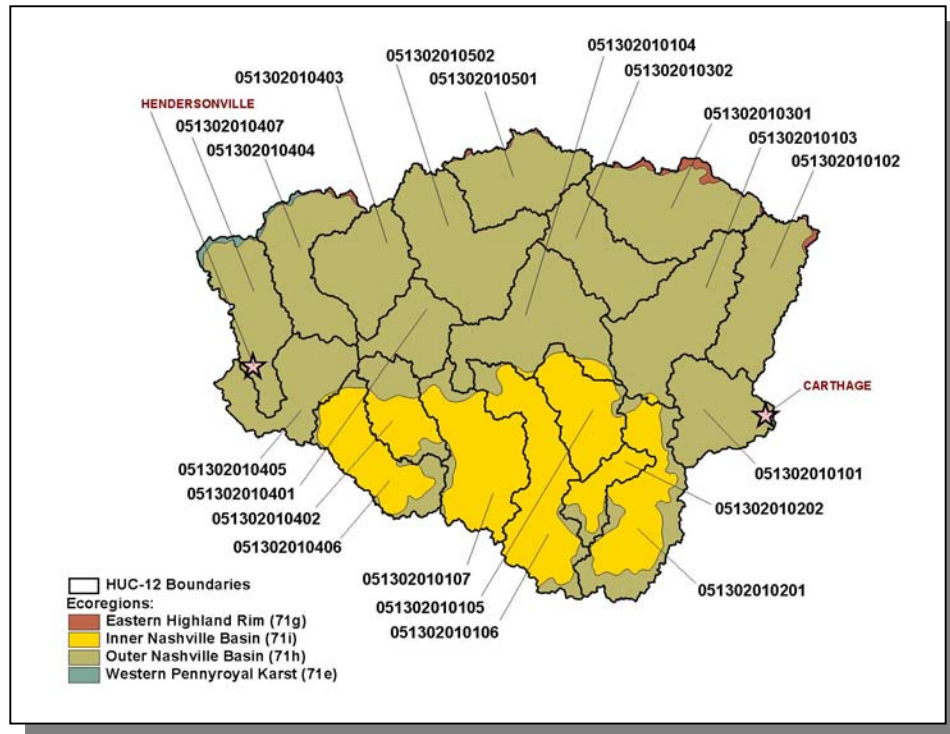 051302010502
051302010104
051302010403
051302010501
051302010302
HENDERSONVILLE
051302010301
051302010407
051302010103
051302010404
051302010102
CARTHAGE
051302010405
051302010101
051302010401
051302010402
051302010202
051302010406
051302010107
051302010201
051302010105
051302010106
HUC-12 Boundaries
Ecoregions:
Eastern Highland Rim (71g)
Inner Nashville Basin (71i)
Outer Nashville Basin (71h)
Western Pennyroyal Karst (71e)